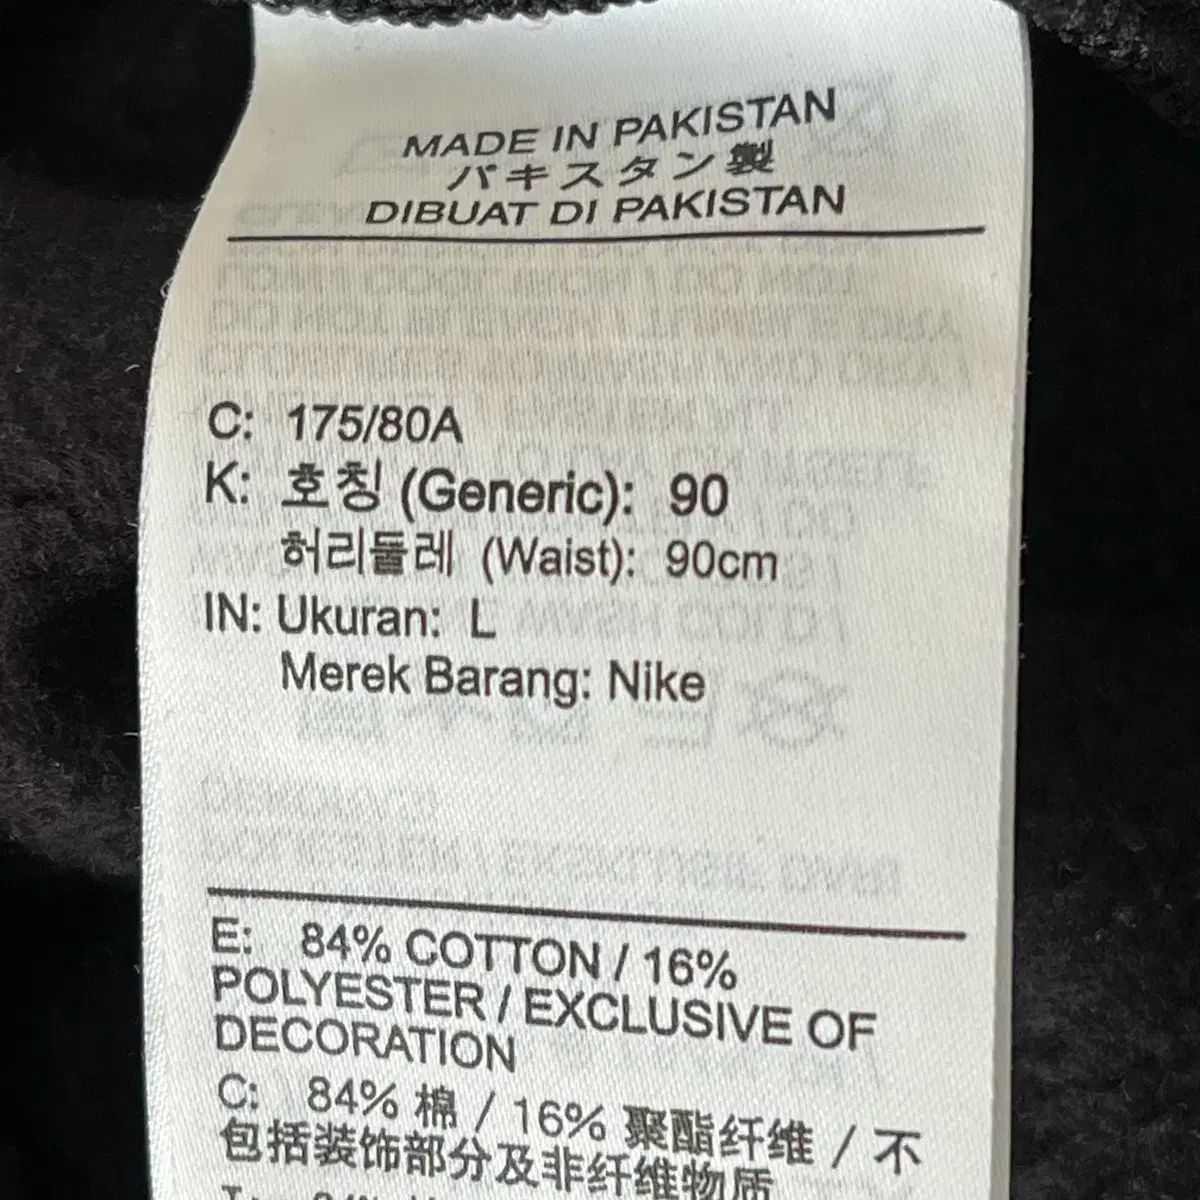 MADE IN PAKISTAN
パキスタン製
DIBUAT DI PAKISTAN
C: 175/80A
K: 호칭 (Generic): 90
허리둘레 (Waist): 90cm
IN: Ukuran: L
Merek Barang: Nike
E: 84% COTTON / 16%
POLYESTER / EXCLUSIVE OF
DECORATION
C: 84% 棉 / 16% 聚酯纤维 / 不
包括装饰部分及非纤维物质